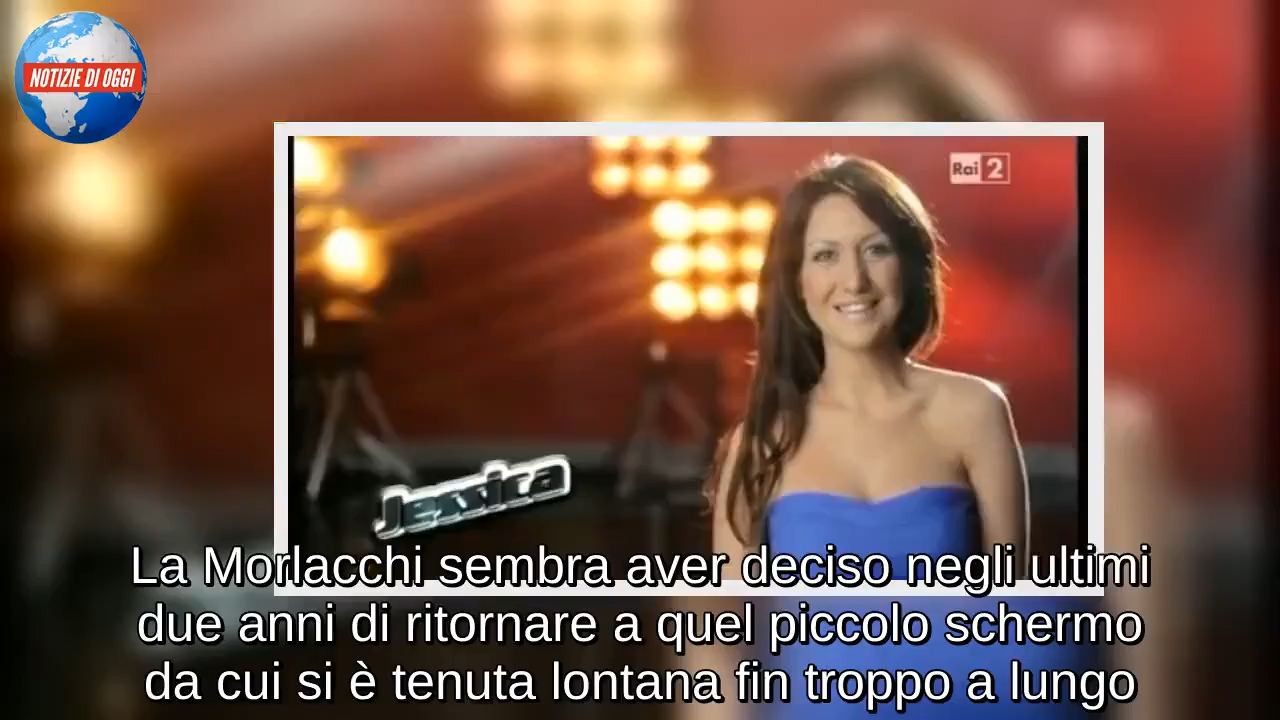 NOTIZIE DI OGGI
Rai 2
Jessica
La Morlacchi sembra aver deciso negli ultimi
due anni di ritornare a quel piccolo schermo
da cui si è tenuta lontana fin troppo a lungo